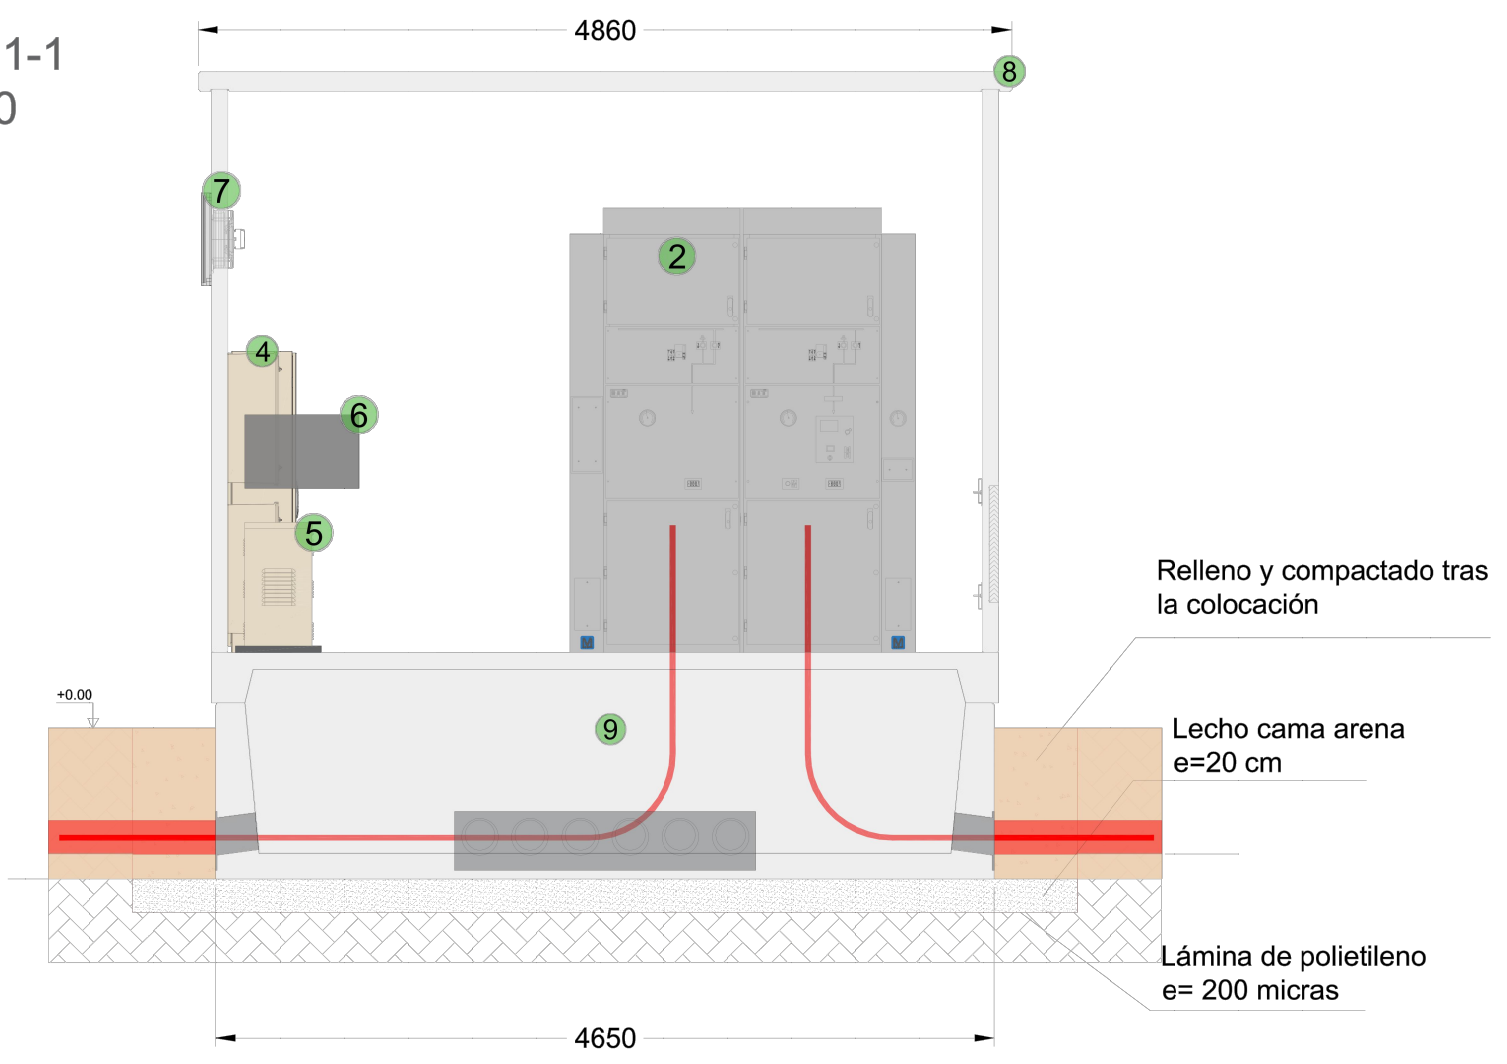 4860
1-1
0
8
7
2
4
6
5
Relleno y compactado tras
la colocación
+0.00
9
Lecho cama arena
e=20 cm
M
M
Lámina de polietileno
e= 200 micras
4650